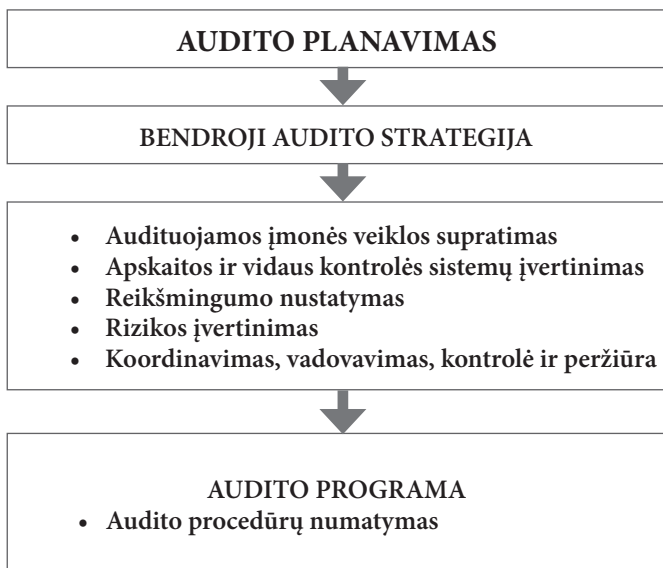 AUDITO PLANAVIMAS
BENDROJI AUDITO STRATEGIJA
• Audituojamos įmonės veiklos supratimas
• Apskaitos ir vidaus kontrolės sistemų įvertinimas
• Reikšmingumo nustatymas
• Rizikos įvertinimas
• Koordinavimas, vadovavimas, kontrolė ir peržiūra
AUDITO PROGRAMA
• Audito procedūrų numatymas